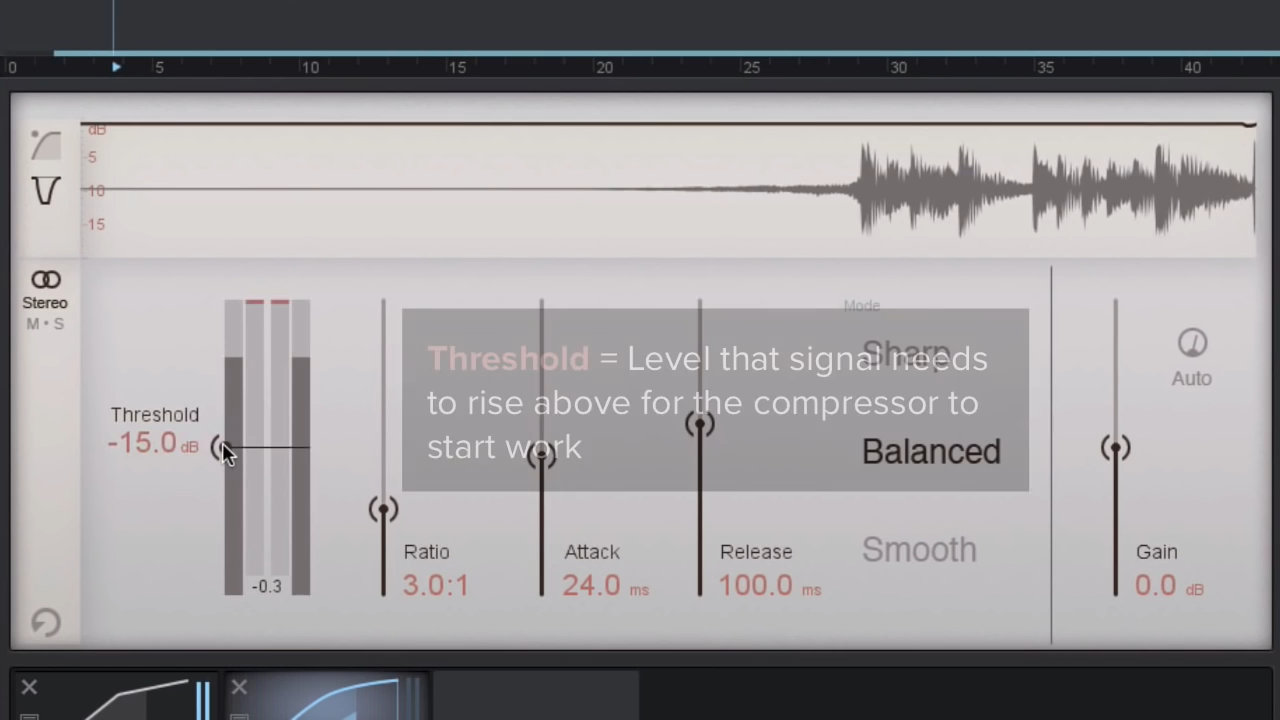 0 5 10 15 20 25 30 35 40
dB
-5
-10
-15
Stereo
M • S
Mode
Sharp
Threshold = Level that signal needs
to rise above for the compressor to
start work
Auto
Threshold
-15.0 dB
Balanced
Smooth
-0.3
Ratio
3.0:1
Attack
24.0 ms
Release
100.0 ms
Gain
0.0 dB